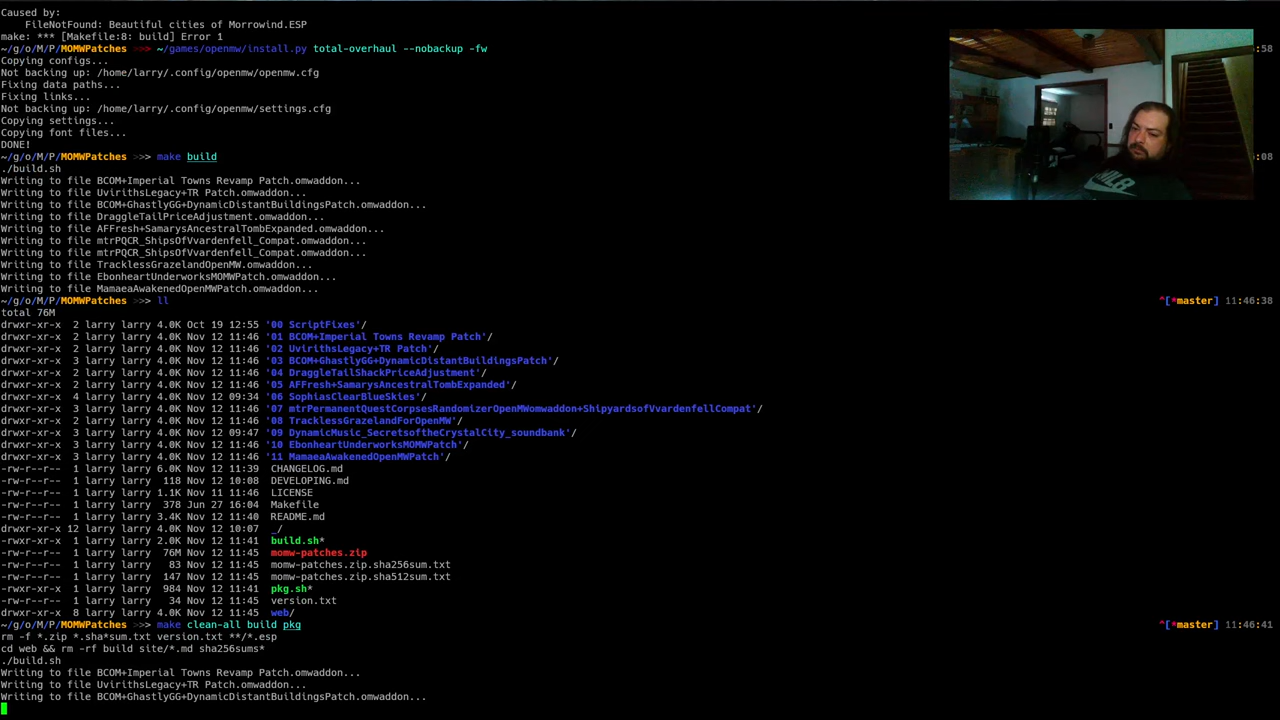 Caused by:
    FileNotFound: Beautiful cities of Morrowind.ESP
make: *** [Makefile:8: build] Error 1
~/g/o/M/P/MOMWPatches >>> ~/games/openmw/install.py total-overhaul --nobackup -fw
:58
Copying configs...
Not backing up: /home/larry/.config/openmw/openmw.cfg
Fixing data paths...
Fixing links...
Not backing up: /home/larry/.config/openmw/settings.cfg
Copying settings...
Copying font files...
DONE!
~/g/o/M/P/MOMWPatches >>> make build
:08
./build.sh
Writing to file BCOM+Imperial Towns Revamp Patch.omwaddon...
Writing to file UvirithsLegacy+TR Patch.omwaddon...
Writing to file BCOM+GhastlyGG+DynamicDistantBuildingsPatch.omwaddon...
Writing to file DraggleTailPriceAdjustment.omwaddon...
Writing to file AFFresh+SamarysAncestralTombExpanded.omwaddon...
Writing to file mtrPQCR_ShipsOfVvardenfell_Compat.omwaddon...
Writing to file mtrPQCR_ShipsOfVvardenfell_Compat.omwaddon...
Writing to file TracklessGrazelandOpenMW.omwaddon...
Writing to file EbonheartUnderworksMOMWPatch.omwaddon...
Writing to file MamaeaAwakenedOpenMWPatch.omwaddon...
~/g/o/M/P/MOMWPatches >>> ll ^[*master] 11:46:38
total 76M
drwxr-xr-x  2 larry larry 4.0K Oct 19 12:55 '00 ScriptFixes'/
drwxr-xr-x  2 larry larry 4.0K Nov 12 11:46 '01 BCOM+Imperial Towns Revamp Patch'/
drwxr-xr-x  2 larry larry 4.0K Nov 12 11:46 '02 UvirithsLegacy+TR Patch'/
drwxr-xr-x  3 larry larry 4.0K Nov 12 11:46 '03 BCOM+GhastlyGG+DynamicDistantBuildingsPatch'/
drwxr-xr-x  2 larry larry 4.0K Nov 12 11:46 '04 DraggleTailShackPriceAdjustment'/
drwxr-xr-x  2 larry larry 4.0K Nov 12 11:46 '05 AFFresh+SamarysAncestralTombExpanded'/
drwxr-xr-x  4 larry larry 4.0K Nov 12 09:34 '06 SophiasClearBlueSkies'/
drwxr-xr-x  3 larry larry 4.0K Nov 12 11:46 '07 mtrPermanentQuestCorpsesRandomizerOpenMWomwaddon+ShipyardsofVvardenfellCompat'/
drwxr-xr-x  2 larry larry 4.0K Nov 12 11:46 '08 TracklessGrazelandForOpenMW'/
drwxr-xr-x  3 larry larry 4.0K Nov 12 09:47 '09 DynamicMusic_SecretsoftheCrystalCity_soundbank'/
drwxr-xr-x  3 larry larry 4.0K Nov 12 11:46 '10 EbonheartUnderworksMOMWPatch'/
drwxr-xr-x  3 larry larry 4.0K Nov 12 11:46 '11 MamaeaAwakenedOpenMWPatch'/
-rw-r--r--  1 larry larry 6.0K Nov 12 11:39  CHANGELOG.md
-rw-r--r--  1 larry larry  118 Nov 12 10:08  DEVELOPING.md
-rw-r--r--  1 larry larry 1.1K Nov 11 11:46  LICENSE
-rw-r--r--  1 larry larry  378 Jun 27 16:04  Makefile
-rw-r--r--  1 larry larry 3.4K Nov 12 11:40  README.md
drwxr-xr-x 12 larry larry 4.0K Nov 12 10:07  _/
-rwxr-xr-x  1 larry larry 2.0K Nov 12 11:41  build.sh*
-rw-r--r--  1 larry larry  76M Nov 12 11:45  momw-patches.zip
-rw-r--r--  1 larry larry   83 Nov 12 11:45  momw-patches.zip.sha256sum.txt
-rw-r--r--  1 larry larry  147 Nov 12 11:45  momw-patches.zip.sha512sum.txt
-rwxr-xr-x  1 larry larry  984 Nov 12 11:41  pkg.sh*
-rw-r--r--  1 larry larry   34 Nov 12 11:45  version.txt
drwxr-xr-x  8 larry larry 4.0K Nov 12 11:45  web/
~/g/o/M/P/MOMWPatches >>> make clean-all build pkg ^[*master] 11:46:41
rm -f *.zip *.sha*sum.txt version.txt **/*.esp
cd web && rm -rf build site/*.md sha256sums*
./build.sh
Writing to file BCOM+Imperial Towns Revamp Patch.omwaddon...
Writing to file UvirithsLegacy+TR Patch.omwaddon...
Writing to file BCOM+GhastlyGG+DynamicDistantBuildingsPatch.omwaddon...